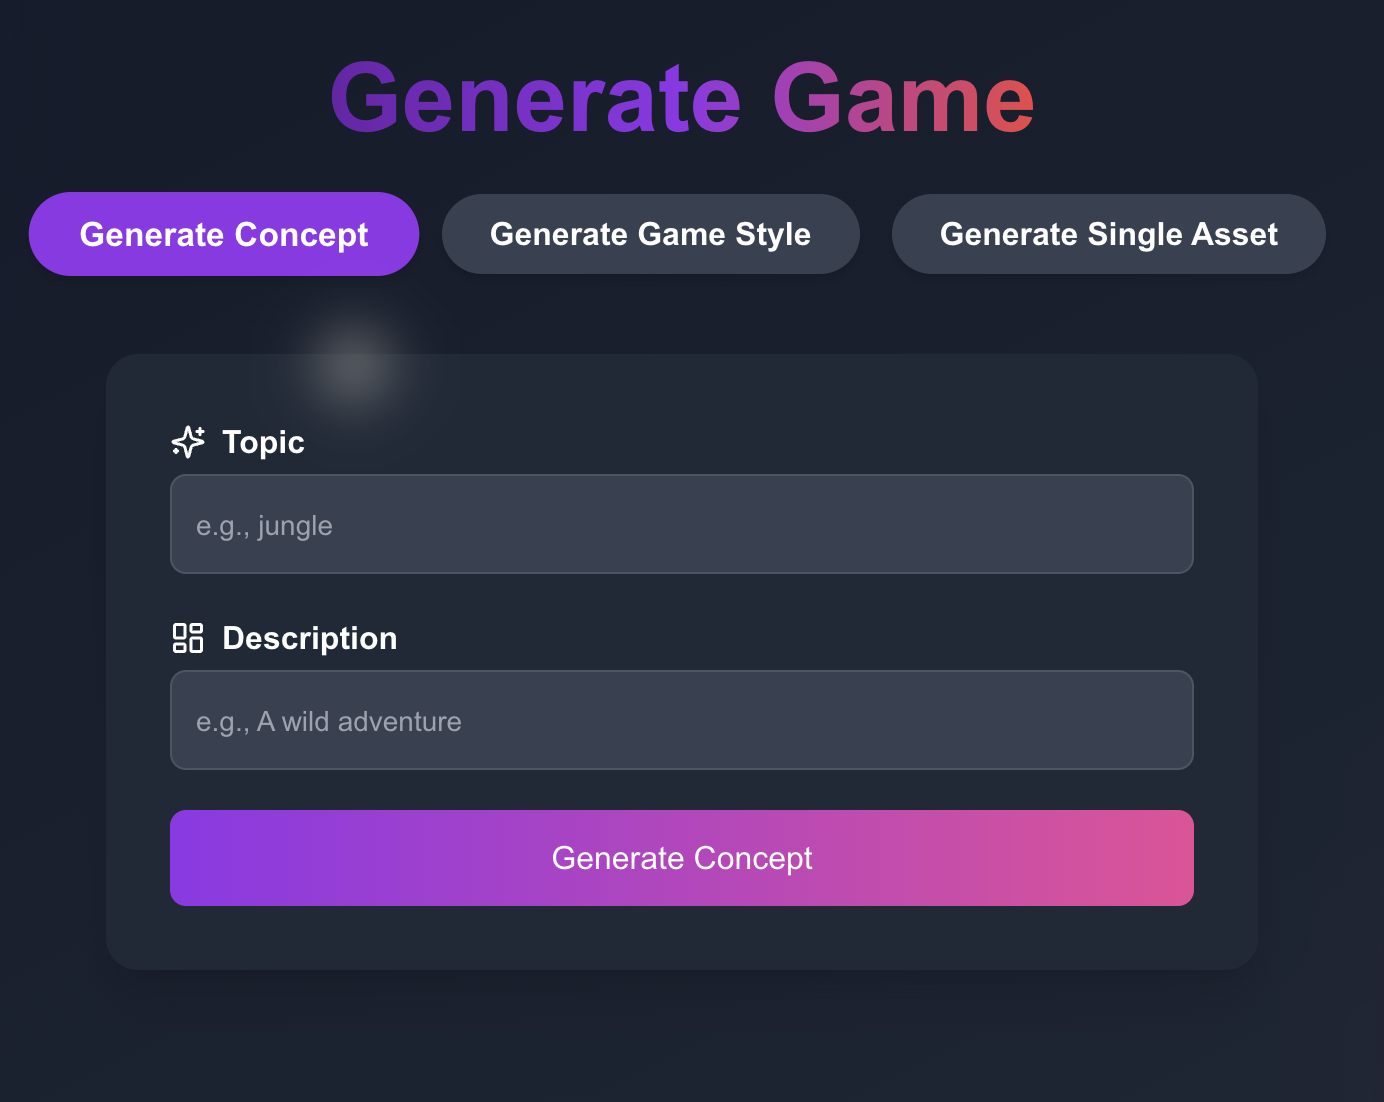 Generate Game
Generate Concept
Generate Game Style
Generate Single Asset
Topic
e.g., jungle
Description
e.g., A wild adventure
Generate Concept